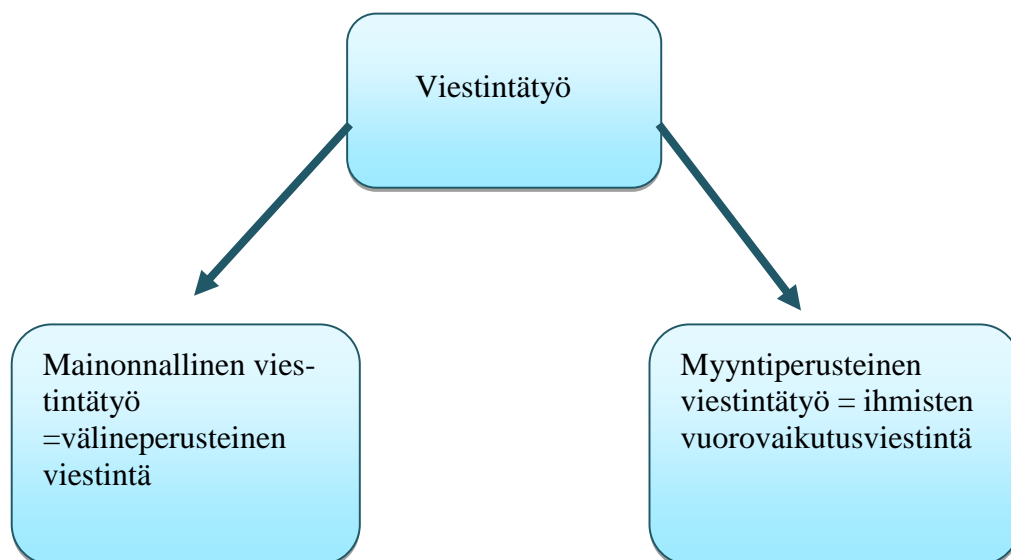 Viestintätyö
Mainonnallinen vies-
tintätyö
=välineperusteinen
viestintä
Myyntiperusteinen
viestintätyö = ihmisten
vuorovaikutusviestintä